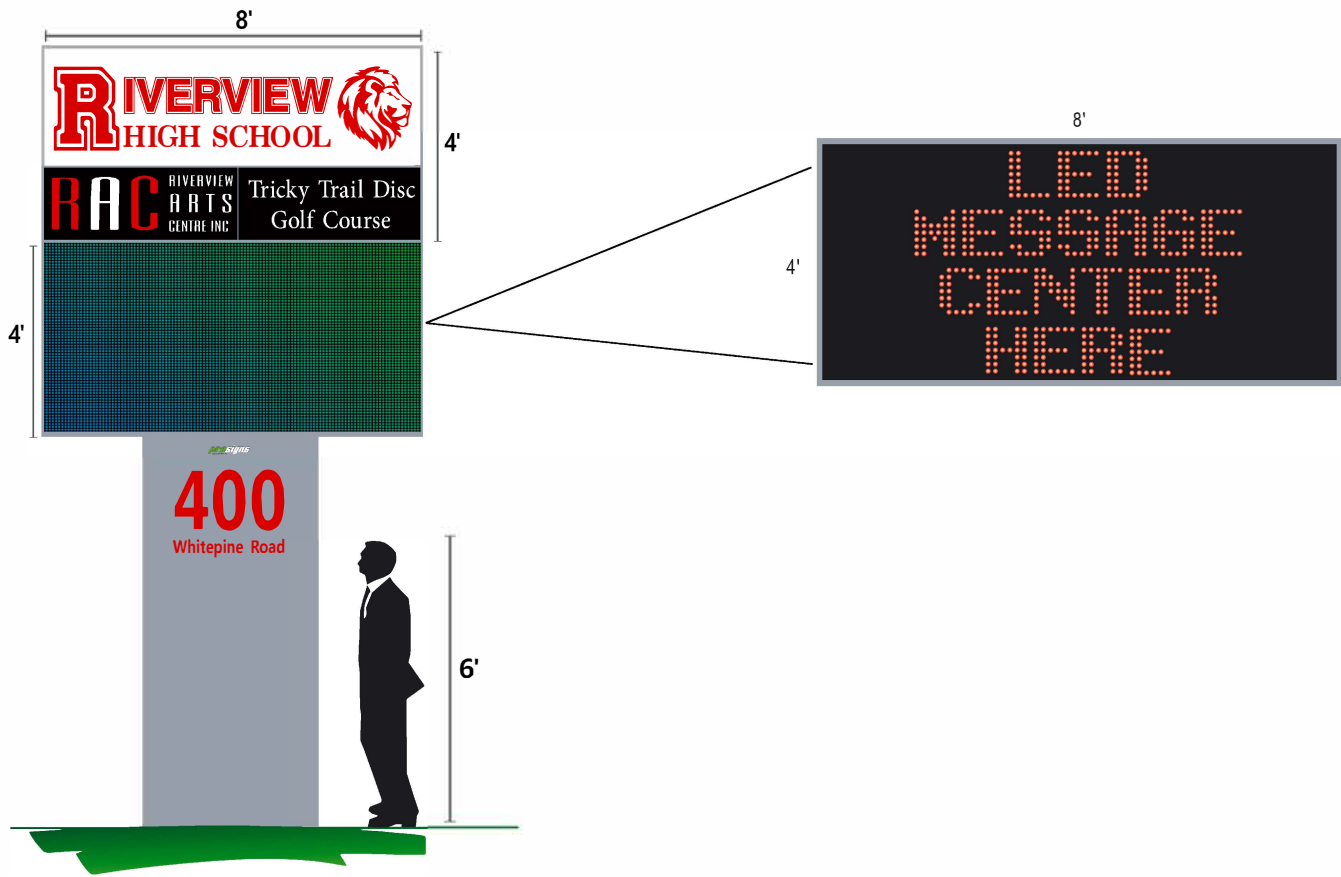 8'
RIVERVIEW
HIGH SCHOOL
4'
RAC
RIVERVIEW
ARTS
CENTRE INC
Tricky Trail Disc
Golf Course
4'
prosigns
400
Whitepine Road
6'
8'
4'
LED
MESSAGE
CENTER
HERE